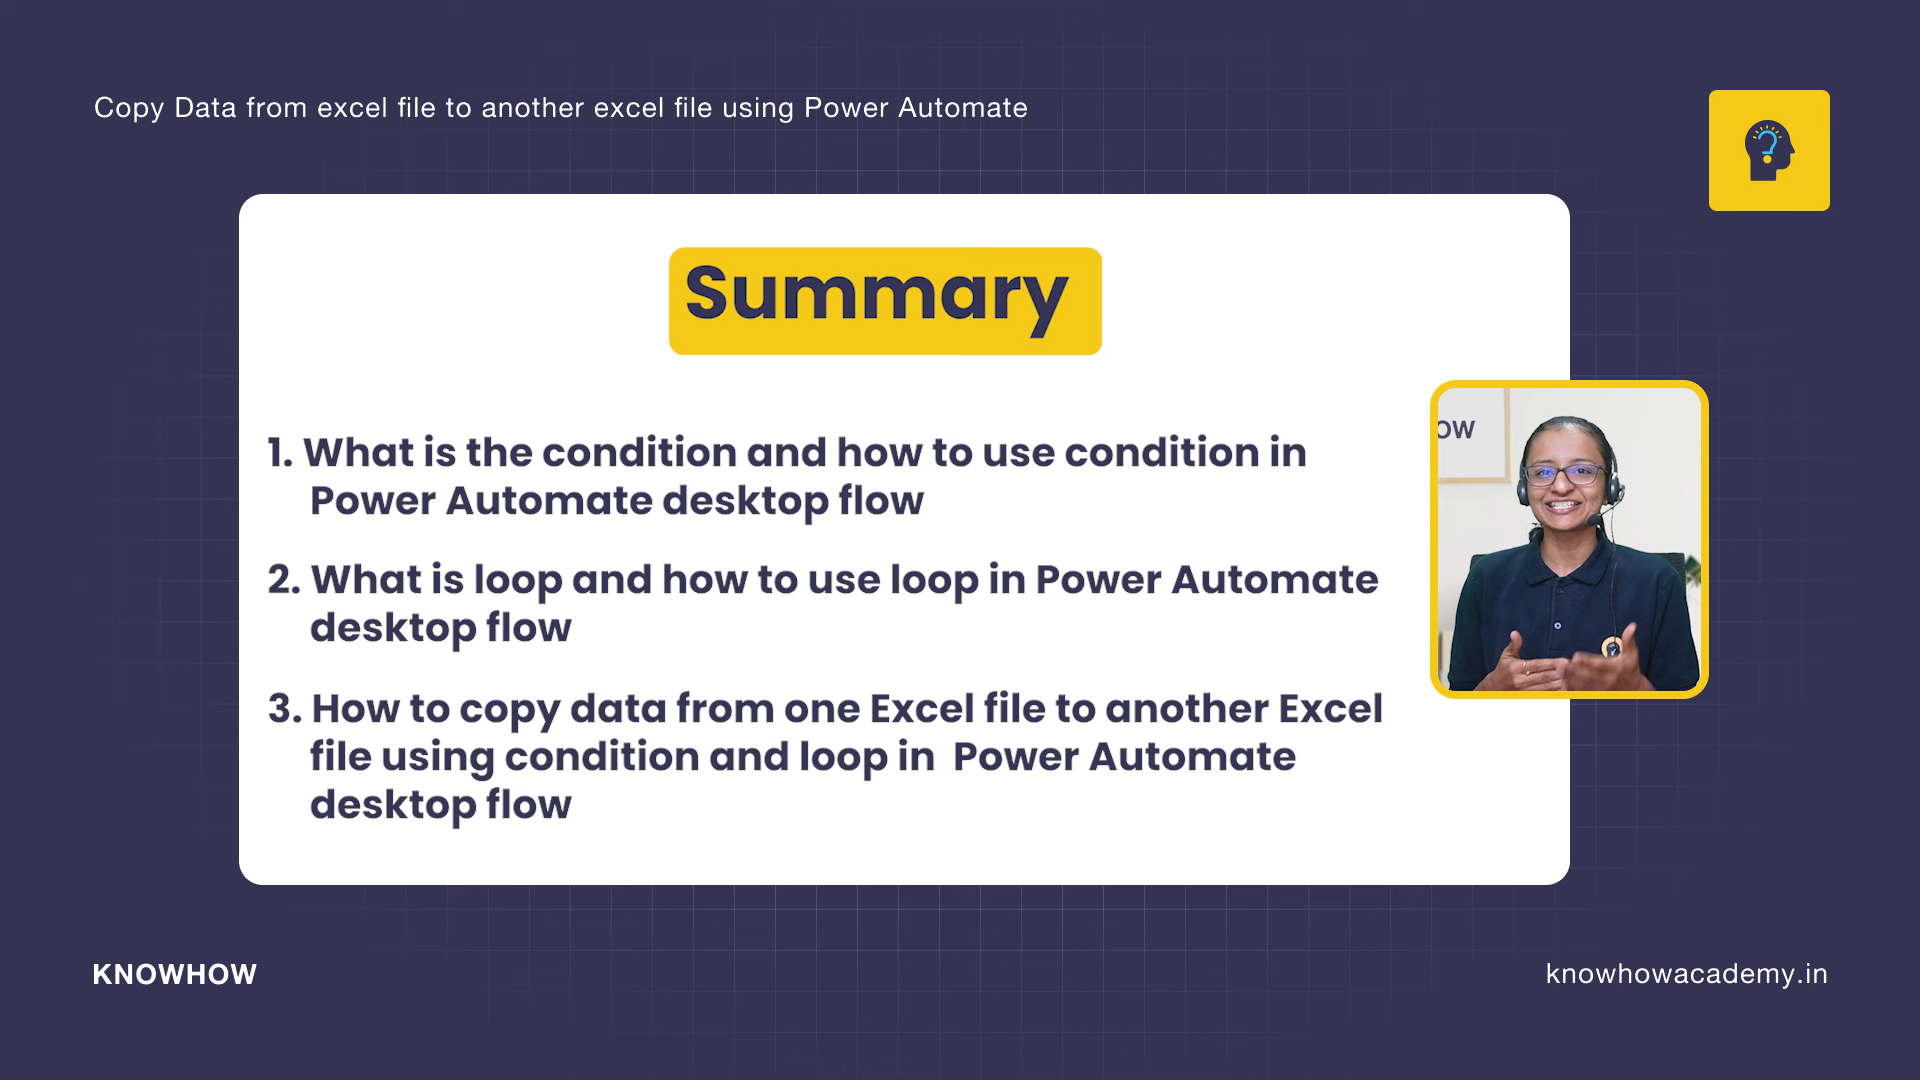 Copy Data from excel file to another excel file using Power Automate
Summary
1. What is the condition and how to use condition in
Power Automate desktop flow
2. What is loop and how to use loop in Power Automate
desktop flow
3. How to copy data from one Excel file to another Excel
file using condition and loop in  Power Automate
desktop flow
OW
KNOWHOW
knowhowacademy.in